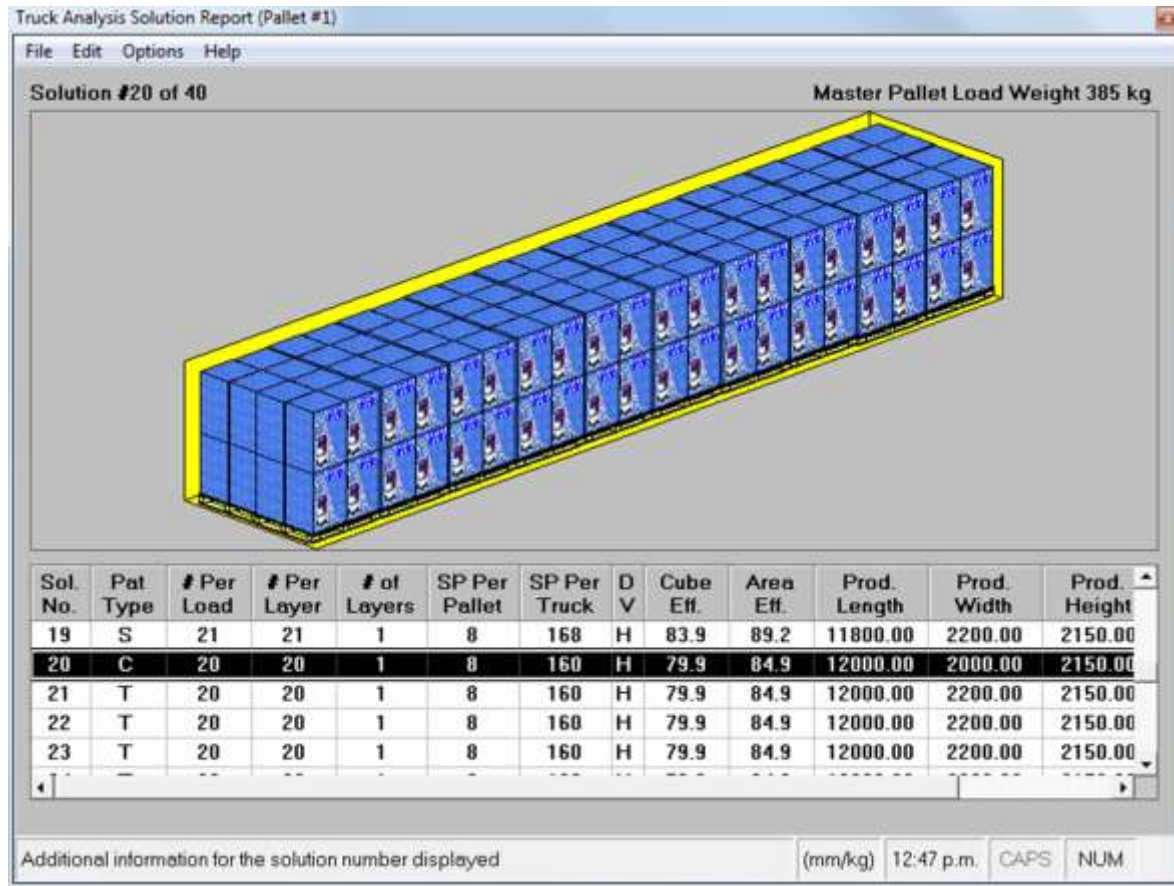 Truck Analysis Solution Report (Pallet #1)
File Edit Options Help
Solution #20 of 40 Master Pallet Load Weight 385 kg
Sol. No. Pat Type # Per Load # Per Layer # of Layers SP Per Pallet SP Per Truck D V Cube Eff. Area Eff. Prod. Length Prod. Width Prod. Height
19 S 21 21 1 8 168 H 83.9 89.2 11800.00 2200.00 2150.00
20 C 20 20 1 8 160 H 79.9 84.9 12000.00 2000.00 2150.00
21 T 20 20 1 8 160 H 79.9 84.9 12000.00 2200.00 2150.00
22 T 20 20 1 8 160 H 79.9 84.9 12000.00 2200.00 2150.00
23 T 20 20 1 8 160 H 79.9 84.9 12000.00 2200.00 2150.00
Additional information for the solution number displayed (mm/kg) 12:47 p.m. CAPS NUM